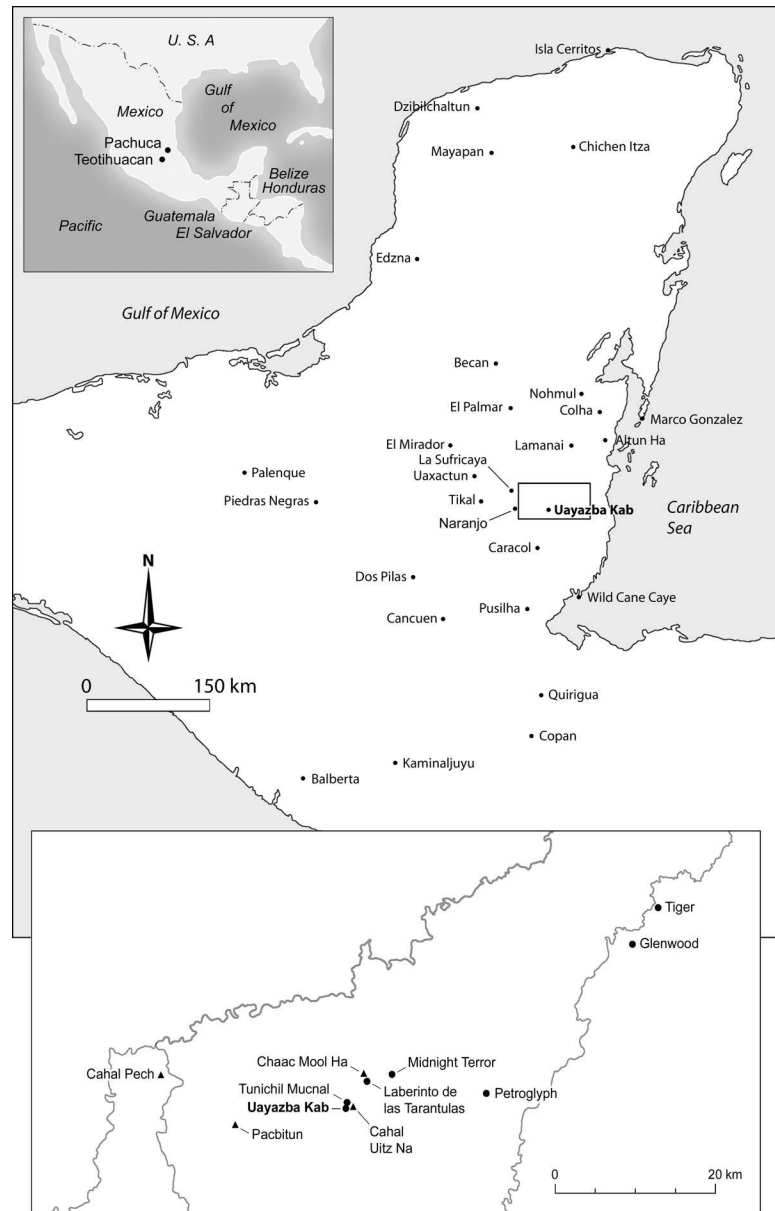 U. S. A
Gulf
of
Mexico
Mexico
Pachuca
Teotihuacan
Belize
Honduras
Guatemala
El Salvador
Pacific
Isla Cerritos
Dzibilchaltun
Mayapan
Chichen Itza
Edzna
Gulf of Mexico
Becan
Nohmul
El Palmar
Colha
Marco Gonzalez
Altun Ha
El Mirador
Lamanai
La Sufricaya
Uaxactun
Palenque
Tikal
Piedras Negras
Naranjo
Uayazba Kab
Caribbean
Sea
Caracol
N
Dos Pilas
Wild Cane Caye
Pusilha
Cancuen
0 150 km
Quirigua
Copan
Kaminaljuyu
Balberta
Tiger
Glenwood
Chaac Mool Ha
Midnight Terror
Cahal Pech
Laberinto de
las Tarantulas
Petroglyph
Tunichil Mucnal
Uayazba Kab
Cahal
Uitz Na
Pacbitun
0 20 km